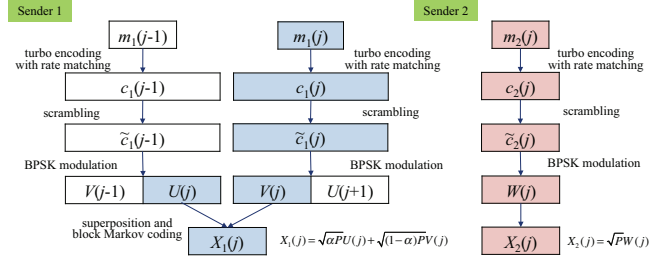 Sender 1
Sender 2
m₁(j-1)
m₁(j)
m₂(j)
turbo encoding
with rate matching
turbo encoding
with rate matching
turbo encoding
with rate matching
c₁(j-1)
c₁(j)
c₂(j)
scrambling
scrambling
scrambling
c̃₁(j-1)
c̃₁(j)
c̃₂(j)
BPSK modulation
BPSK modulation
BPSK modulation
V(j-1) U(j)
V(j) U(j+1)
W(j)
superposition and
block Markov coding
X₁(j)
X₁(j)=√αPU(j)+√(1-α)PV(j)
X₂(j)
X₂(j)=√PW(j)